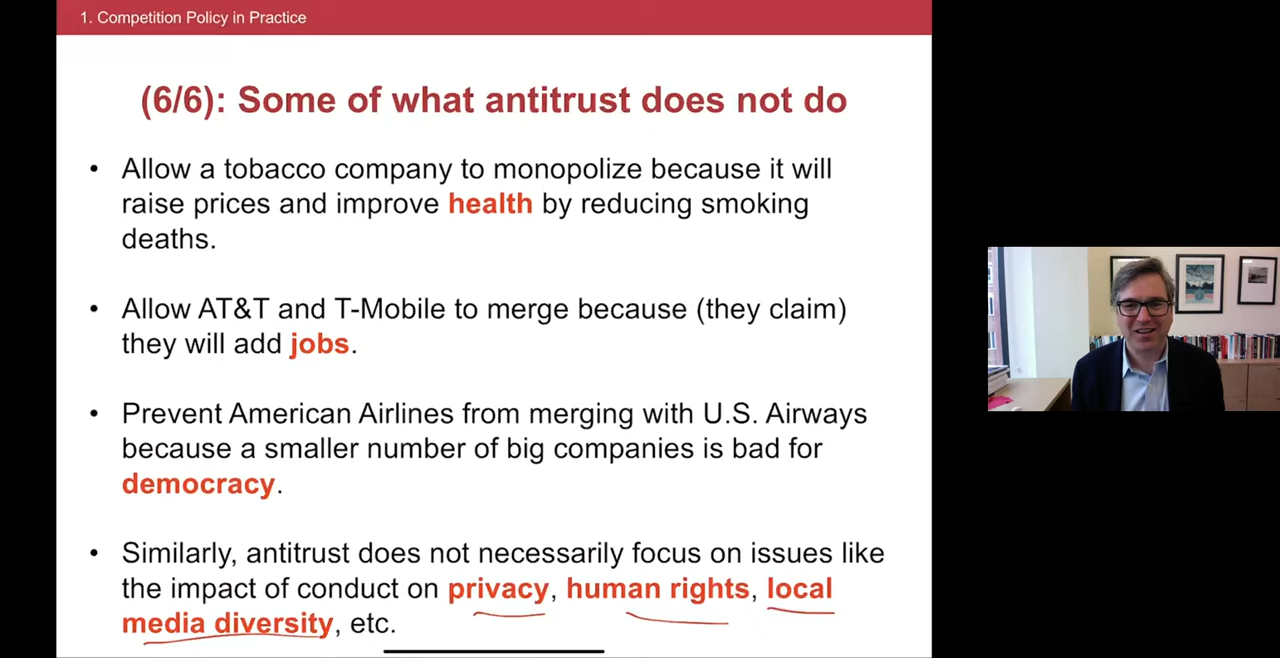 1. Competition Policy in Practice
(6/6): Some of what antitrust does not do
• Allow a tobacco company to monopolize because it will
raise prices and improve health by reducing smoking
deaths.
• Allow AT&T and T-Mobile to merge because (they claim)
they will add jobs.
• Prevent American Airlines from merging with U.S. Airways
because a smaller number of big companies is bad for
democracy.
• Similarly, antitrust does not necessarily focus on issues like
the impact of conduct on privacy, human rights, local
media diversity, etc.